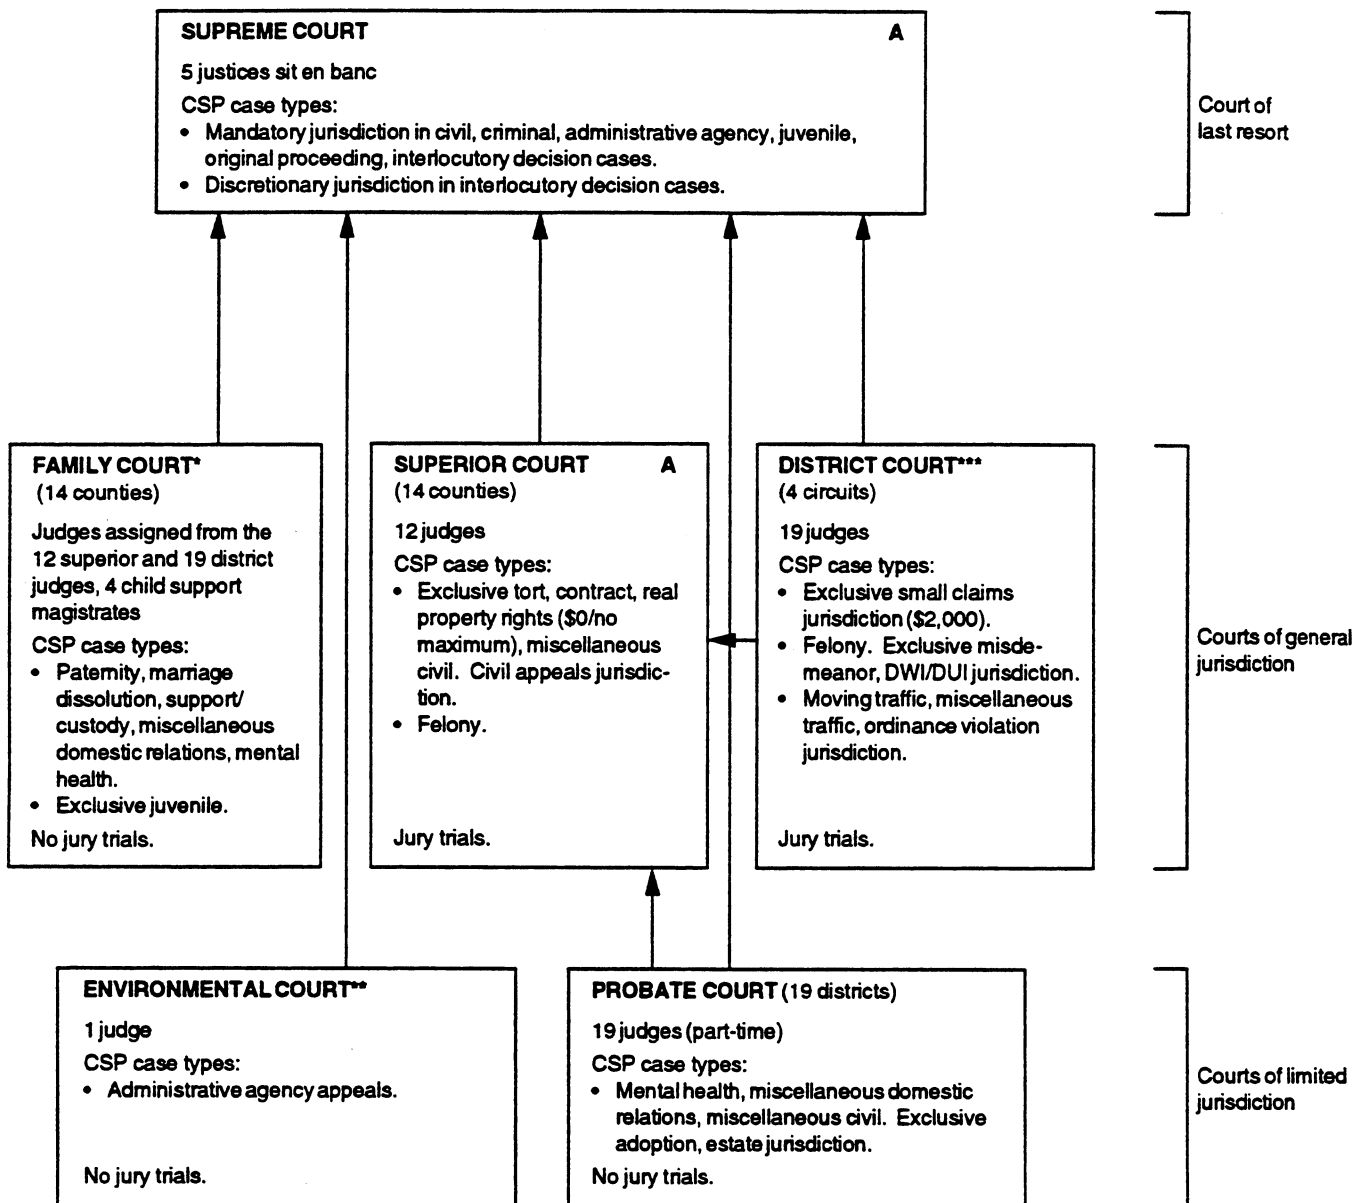 SUPREME COURT A
5 justices sit en banc
CSP case types:
• Mandatory jurisdiction in civil, criminal, administrative agency, juvenile,
original proceeding, interlocutory decision cases.
• Discretionary jurisdiction in interlocutory decision cases.
Court of
last resort
FAMILY COURT*
(14 counties)
Judges assigned from the
12 superior and 19 district
judges, 4 child support
magistrates
CSP case types:
• Paternity, marriage
dissolution, support/
custody, miscellaneous
domestic relations, mental
health.
• Exclusive juvenile.
No jury trials.
SUPERIOR COURT A
(14 counties)
12 judges
CSP case types:
• Exclusive tort, contract, real
property rights ($0/no
maximum), miscellaneous
civil. Civil appeals jurisdic-
tion.
• Felony.
Jury trials.
DISTRICT COURT***
(4 circuits)
19 judges
CSP case types:
• Exclusive small claims
jurisdiction ($2,000).
• Felony. Exclusive misde-
meanor, DWI/DUI jurisdiction.
• Moving traffic, miscellaneous
traffic, ordinance violation
jurisdiction.
Jury trials.
Courts of general
jurisdiction
ENVIRONMENTAL COURT**
1 judge
CSP case types:
• Administrative agency appeals.
No jury trials.
PROBATE COURT (19 districts)
19 judges (part-time)
CSP case types:
• Mental health, miscellaneous domestic
relations, miscellaneous civil. Exclusive
adoption, estate jurisdiction.
No jury trials.
Courts of limited
jurisdiction